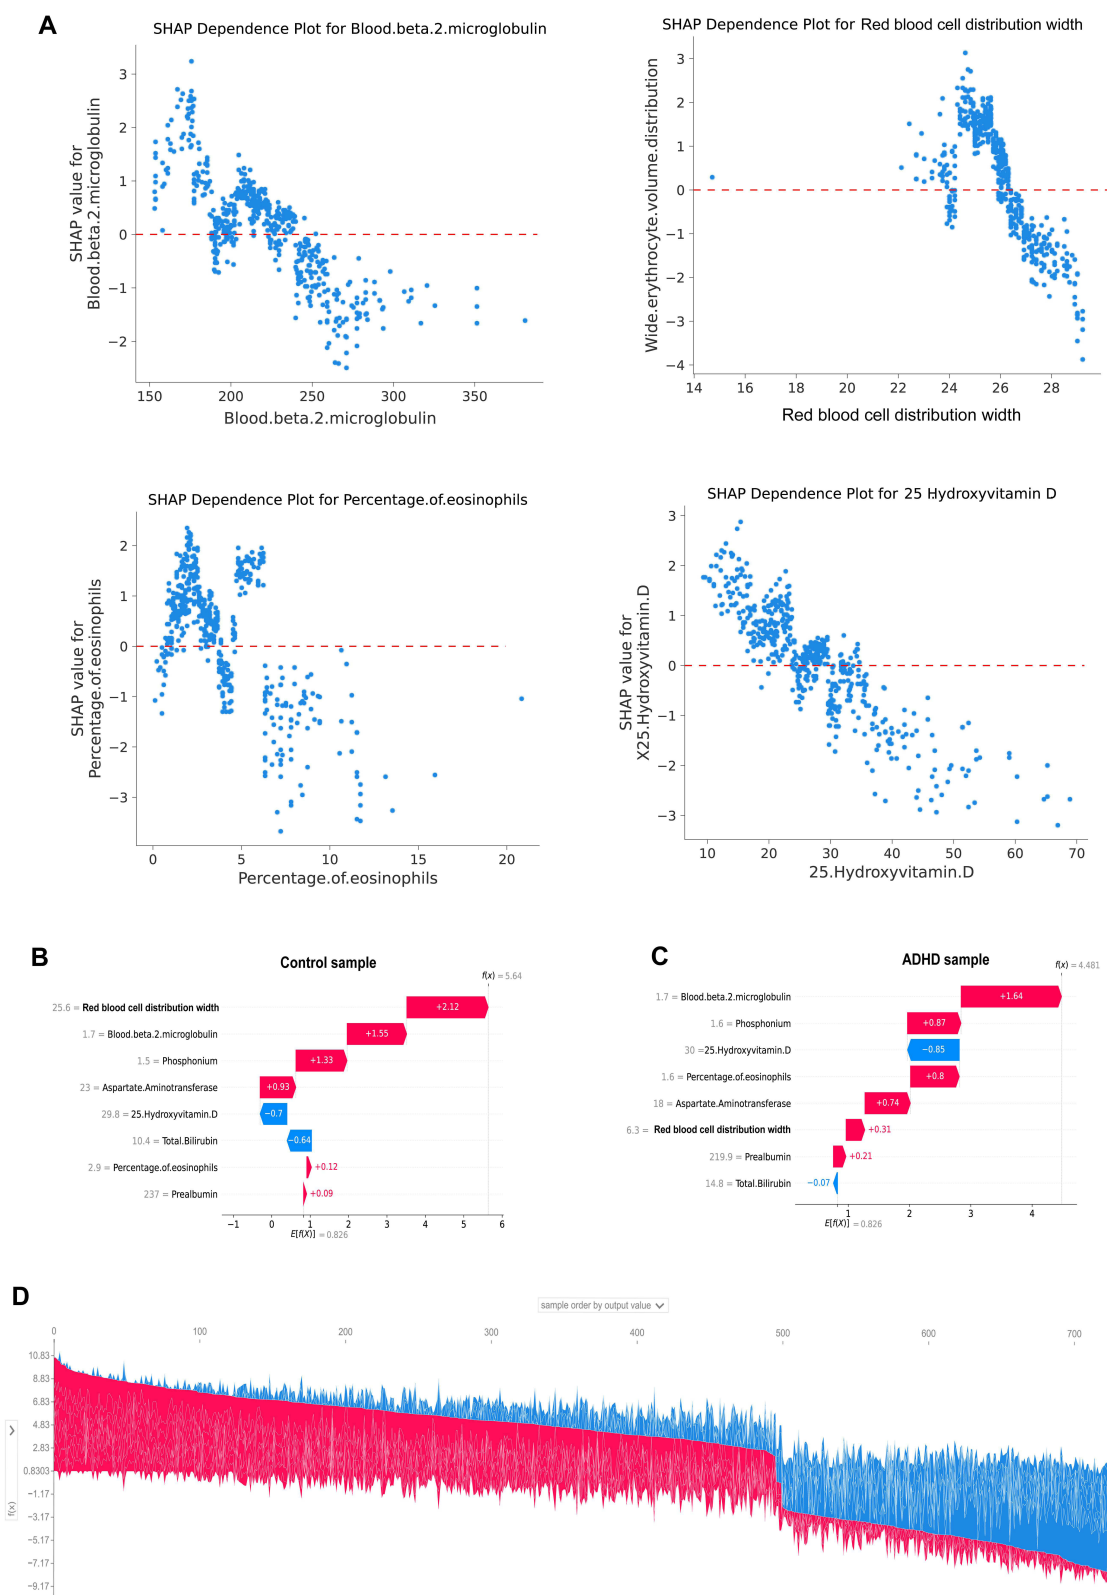 A
SHAP Dependence Plot for Blood.beta.2.microglobulin
SHAP value for
Blood.beta.2.microglobulin
3
2
1
0
−1
−2
150 200 250 300 350
Blood.beta.2.microglobulin
SHAP Dependence Plot for Red blood cell distribution width
Wide.erythrocyte.volume.distribution
3
2
1
0
−1
−2
−3
−4
14 16 18 20 22 24 26 28
Red blood cell distribution width
SHAP Dependence Plot for Percentage.of.eosinophils
SHAP value for
Percentage.of.eosinophils
2
1
0
−1
−2
−3
0 5 10 15 20
Percentage.of.eosinophils
SHAP Dependence Plot for 25 Hydroxyvitamin D
SHAP value for
X25.Hydroxyvitamin.D
3
2
1
0
−1
−2
−3
10 20 30 40 50 60 70
25.Hydroxyvitamin.D
B
Control sample
f(x) = 5.64
25.6 = Red blood cell distribution width +2.12
1.7 = Blood.beta.2.microglobulin +1.55
1.5 = Phosphonium +1.33
23 = Aspartate.Aminotransferase +0.93
29.8 = 25.Hydroxyvitamin.D −0.7
10.4 = Total.Bilirubin −0.64
2.9 = Percentage.of.eosinophils +0.12
237 = Prealbumin +0.09
−1 0 1 2 3 4 5 6
E[f(X)] = 0.826
C
ADHD sample
f(x) = 4.481
1.7 = Blood.beta.2.microglobulin +1.64
1.6 = Phosphonium +0.87
30 =25.Hydroxyvitamin.D −0.85
1.6 = Percentage.of.eosinophils +0.8
18 = Aspartate.Aminotransferase +0.74
6.3 = Red blood cell distribution width +0.31
219.9 = Prealbumin +0.21
14.8 = Total.Bilirubin −0.07
1 2 3 4
E[f(X)] = 0.826
D
sample order by output value
0 100 200 300 400 500 600 700
10.83
8.83
6.83
4.83
2.83
0.8303
−1.17
−3.17
−5.17
−7.17
−9.17
f(x)